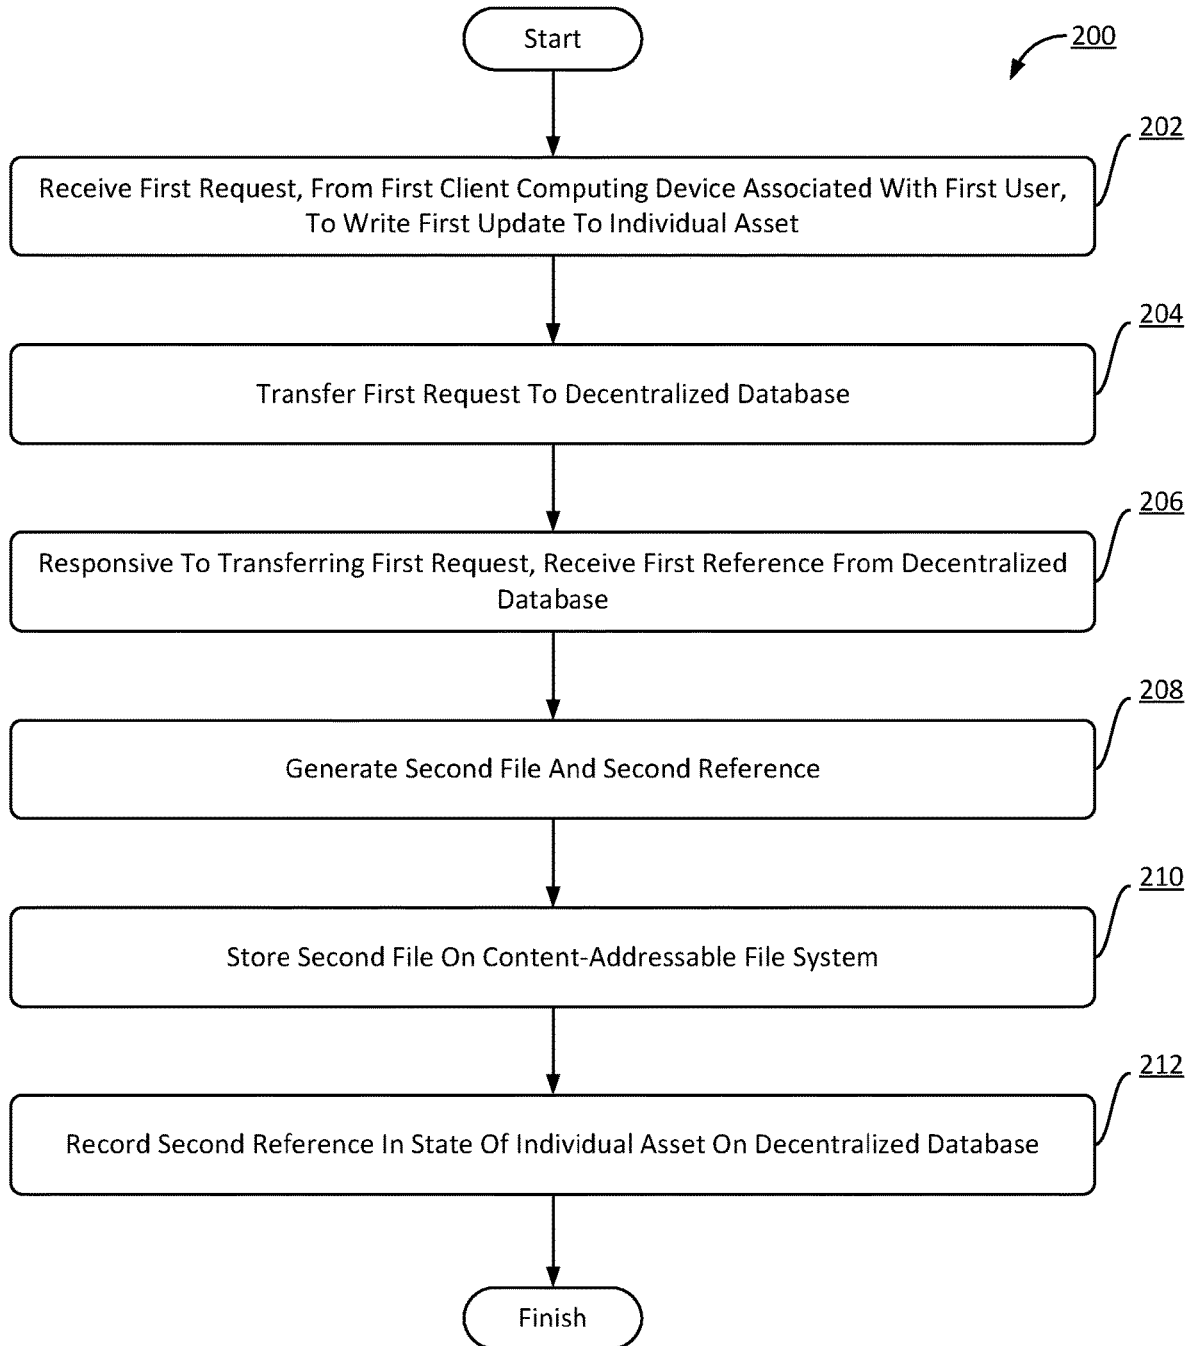 Start
200
202
Receive First Request, From First Client Computing Device Associated With First User,
To Write First Update To Individual Asset
204
Transfer First Request To Decentralized Database
206
Responsive To Transferring First Request, Receive First Reference From Decentralized
Database
208
Generate Second File And Second Reference
210
Store Second File On Content-Addressable File System
212
Record Second Reference In State Of Individual Asset On Decentralized Database
Finish